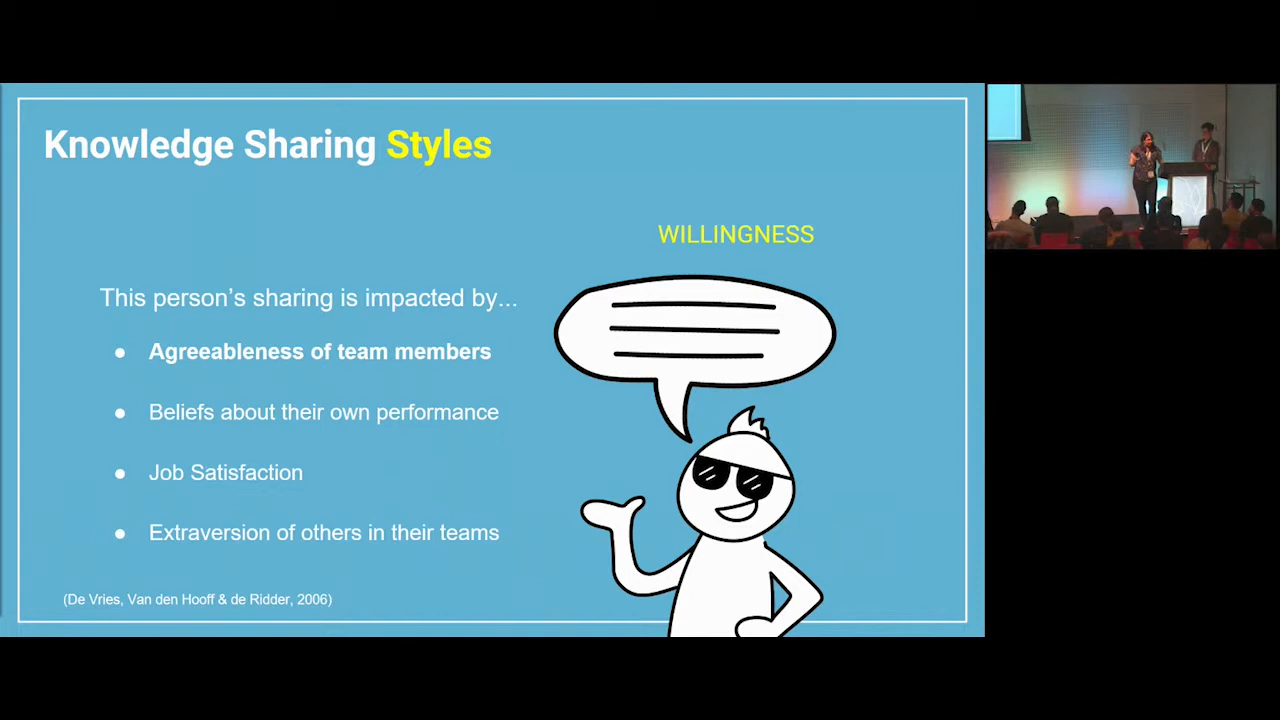 Knowledge Sharing Styles
WILLINGNESS
This person's sharing is impacted by...
● Agreeableness of team members
● Beliefs about their own performance
● Job Satisfaction
● Extraversion of others in their teams
(De Vries, Van den Hooff & de Ridder, 2006)